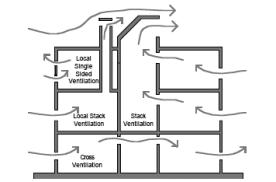 Local
Single
Sided
Ventilation
Local Stack
Ventilation
Stack
Ventilation
Cross
Ventilation